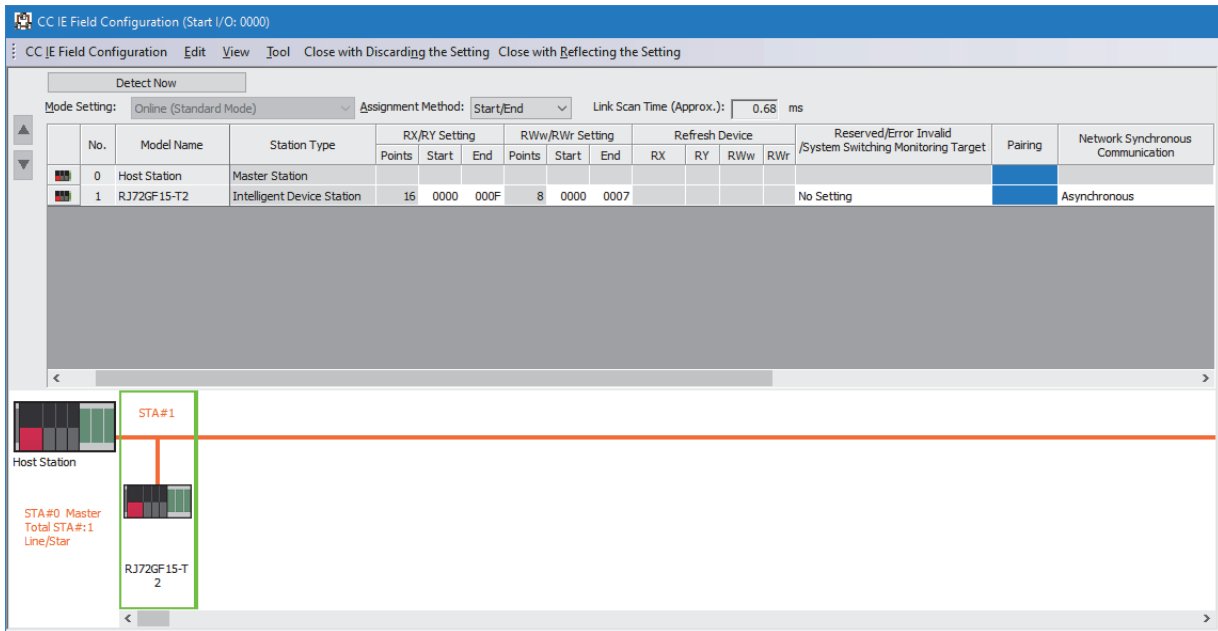 CC IE Field Configuration (Start I/O: 0000)
CC IE Field Configuration Edit View Tool Close with Discarding the Setting Close with Reflecting the Setting
Detect Now
Mode Setting: Online (Standard Mode) Assignment Method: Start/End Link Scan Time (Approx.): 0.68 ms
No. Model Name Station Type RX/RY Setting RWw/RWr Setting Refresh Device Reserved/Error Invalid /System Switching Monitoring Target Pairing Network Synchronous Communication
Points Start End Points Start End RX RY RWw RWr
0 Host Station Master Station
1 RJ72GF15-T2 Intelligent Device Station 16 0000 000F 8 0000 0007 No Setting Asynchronous
STA#1
Host Station
STA#0 Master
Total STA#:1
Line/Star
RJ72GF15-T
2